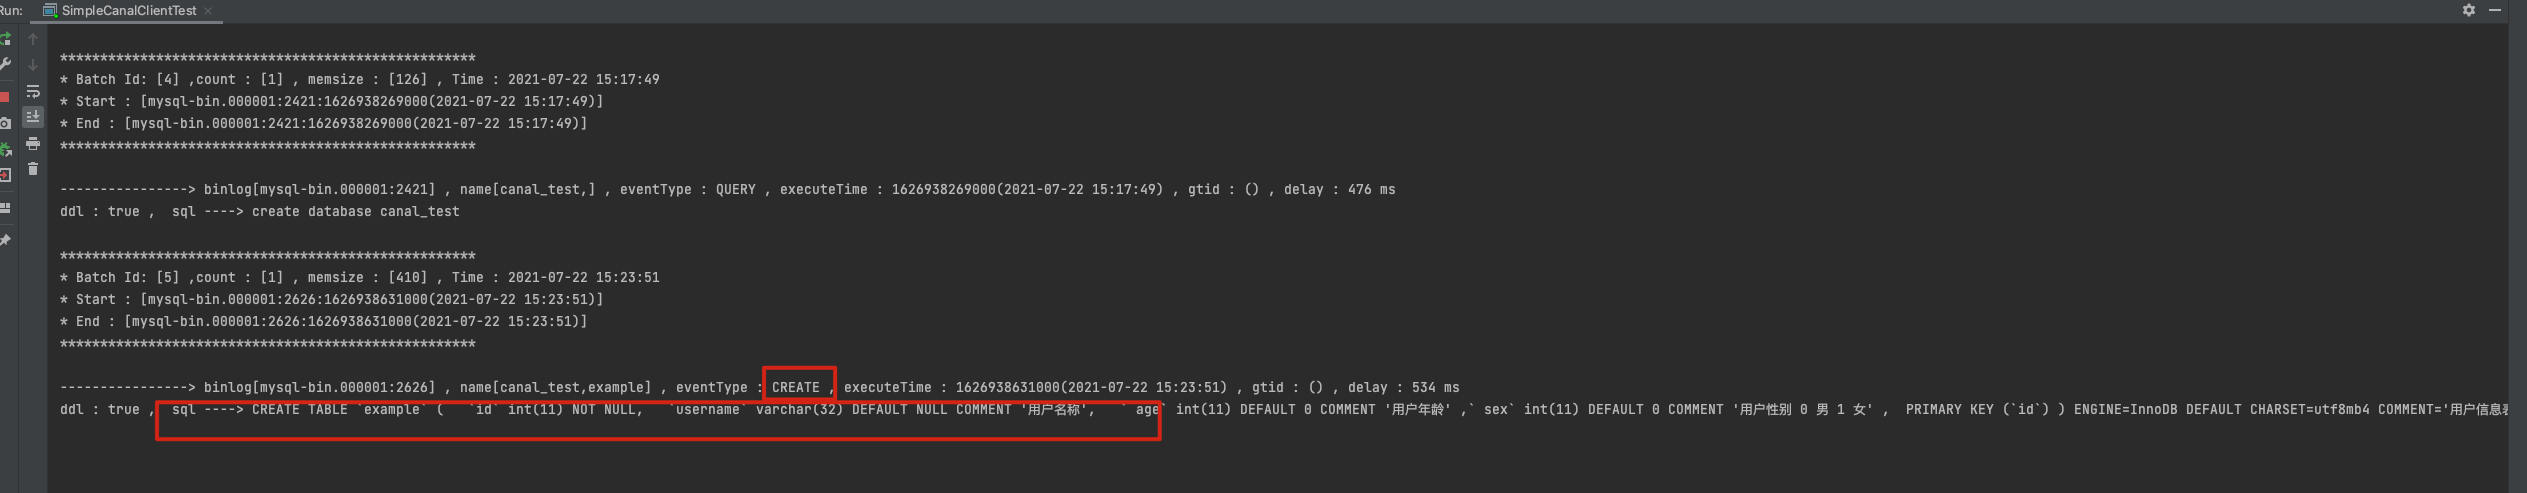 Run: SimpleCanalClientTest
****************************************************
* Batch Id: [4] ,count : [1] , memsize : [126] , Time : 2021-07-22 15:17:49
* Start : [mysql-bin.000001:2421:1626938269000(2021-07-22 15:17:49)]
* End : [mysql-bin.000001:2421:1626938269000(2021-07-22 15:17:49)]
****************************************************
----------------> binlog[mysql-bin.000001:2421] , name[canal_test,] , eventType : QUERY , executeTime : 1626938269000(2021-07-22 15:17:49) , gtid : () , delay : 476 ms
ddl : true ,  sql ----> create database canal_test
****************************************************
* Batch Id: [5] ,count : [1] , memsize : [410] , Time : 2021-07-22 15:23:51
* Start : [mysql-bin.000001:2626:1626938631000(2021-07-22 15:23:51)]
* End : [mysql-bin.000001:2626:1626938631000(2021-07-22 15:23:51)]
****************************************************
----------------> binlog[mysql-bin.000001:2626] , name[canal_test,example] , eventType : CREATE , executeTime : 1626938631000(2021-07-22 15:23:51) , gtid : () , delay : 534 ms
ddl : true ,  sql ----> CREATE TABLE `example` (   `id` int(11) NOT NULL,   `username` varchar(32) DEFAULT NULL COMMENT '用户名称',   ` age` int(11) DEFAULT 0 COMMENT '用户年龄' ,` sex` int(11) DEFAULT 0 COMMENT '用户性别 0 男 1 女' ,  PRIMARY KEY (`id`) ) ENGINE=InnoDB DEFAULT CHARSET=utf8mb4 COMMENT='用户信息表